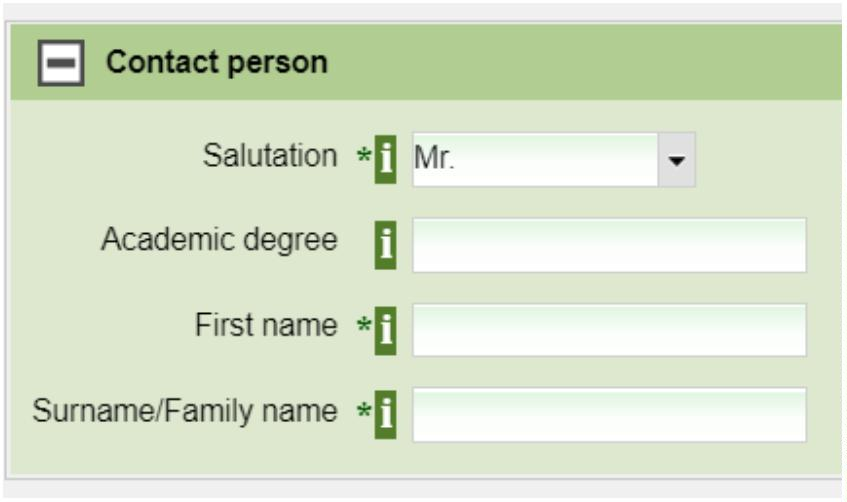 Contact person
Salutation * i Mr.
Academic degree i
First name * i
Surname/Family name * i